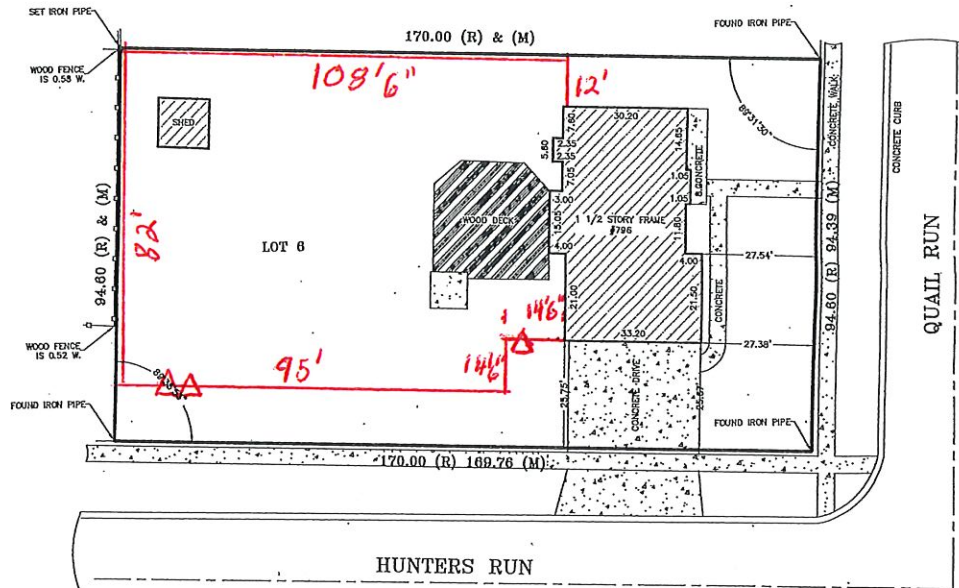 SET IRON PIPE
FOUND IRON PIPE
170.00 (R) & (M)
WOOD FENCE
IS 0.58 W.
108'6"
12'
89°31'30"
CONCRETE WALK
CONCRETE CURB
SHED
7.60
30.20
14.65
5.80
2.35
2.35
7.05
1.05
1.05
CONCRETE
3.00
WOOD DECK
15.05
1 1/2 STORY FRAME
#796
11.80
4.00
4.00
27.54'
82'
94.60 (R) & (M)
LOT 6
94.60 (R) 94.39 (M)
QUAIL RUN
21.00
21.50
CONCRETE
14'6"
33.20
27.38'
WOOD FENCE
IS 0.52 W.
95'
14'6"
25.75'
CONCRETE DRIVE
25.67'
FOUND IRON PIPE
FOUND IRON PIPE
170.00 (R) 169.76 (M)
HUNTERS RUN